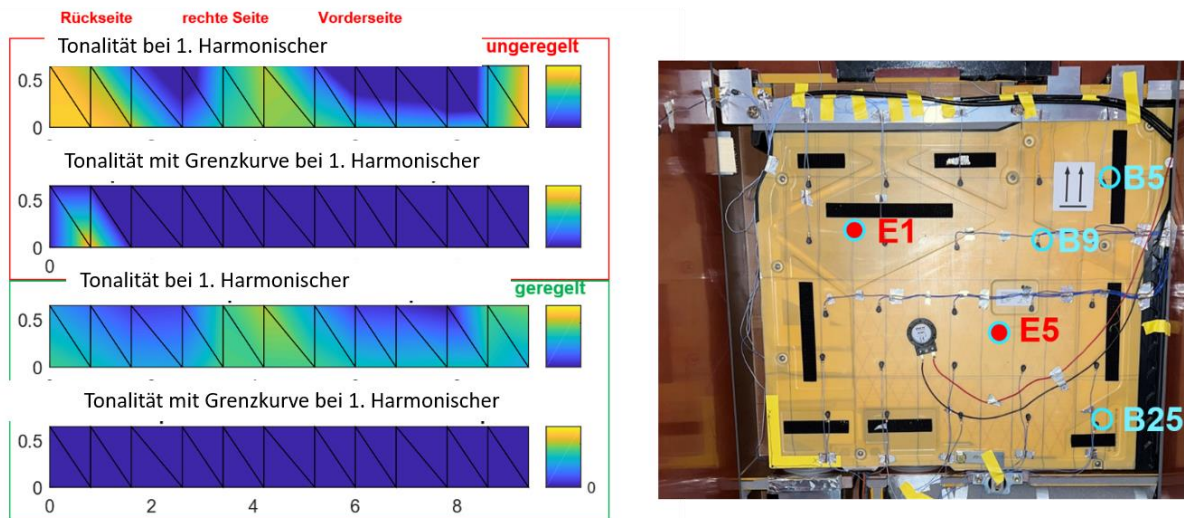 Rückseite rechte Seite Vorderseite
Tonalität bei 1. Harmonischer ungeregelt
0.5
0
Tonalität mit Grenzkurve bei 1. Harmonischer
0.5
0
0
Tonalität bei 1. Harmonischer geregelt
0.5
0
Tonalität mit Grenzkurve bei 1. Harmonischer
0.5
0
0
0 2 4 6 8
B5
E1
B9
E5
B25